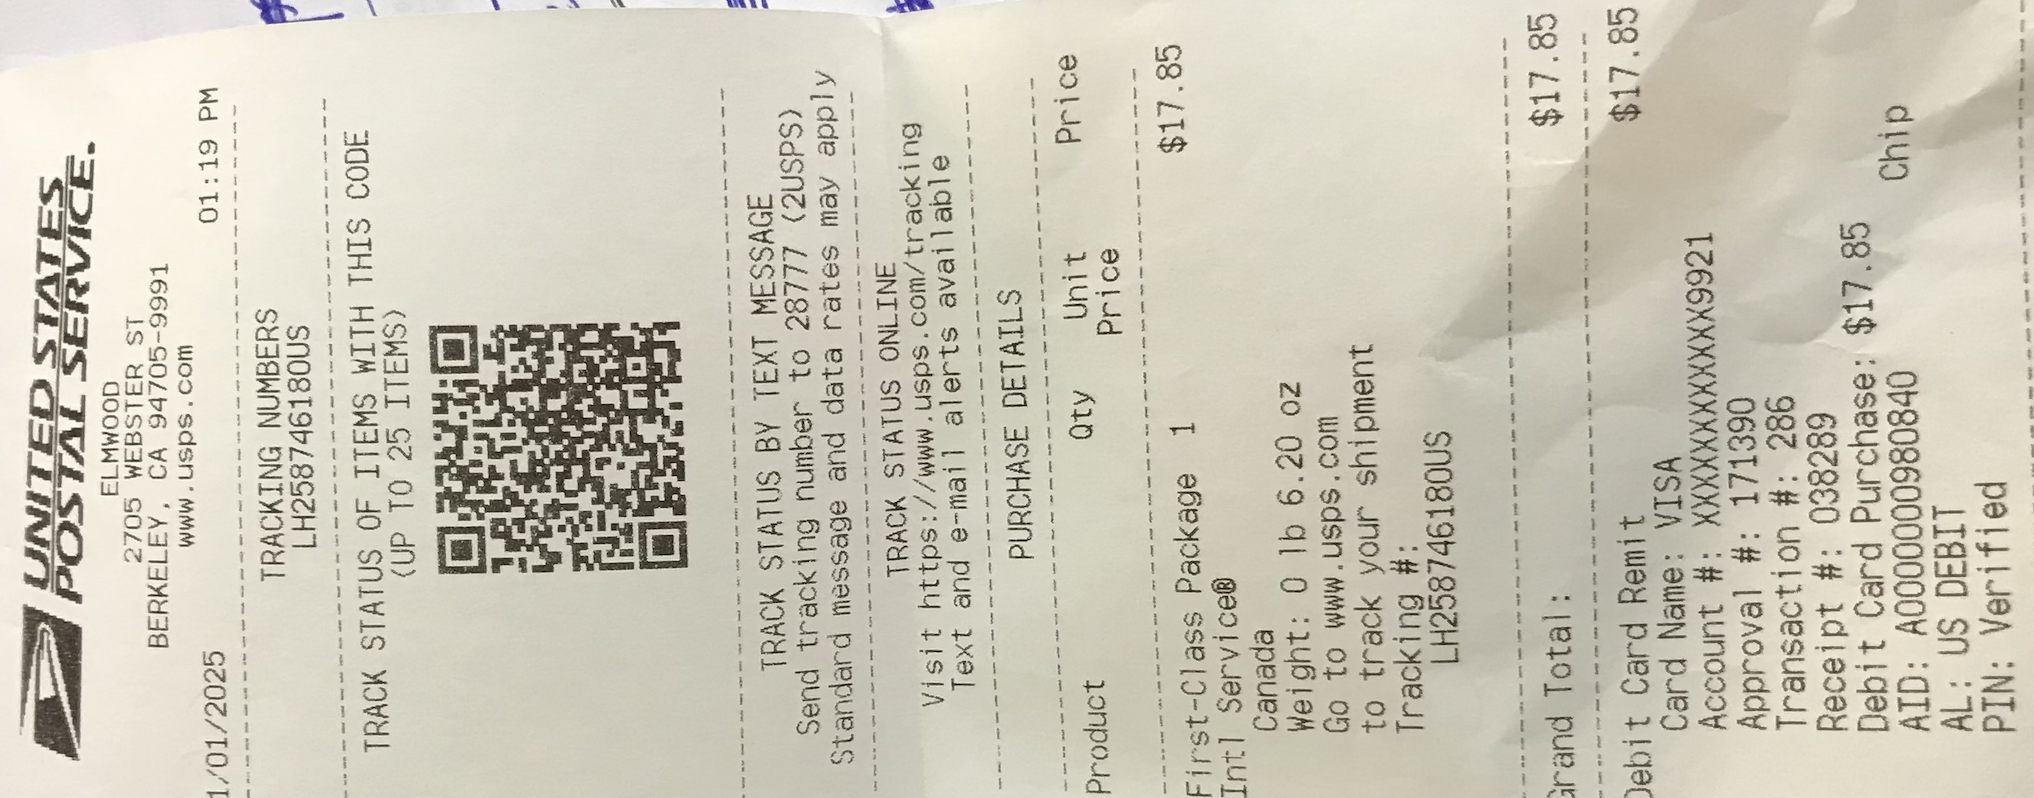 UNITED STATES
POSTAL SERVICE.
ELMWOOD
2705 WEBSTER ST
BERKELEY, CA 94705-9991
www.usps.com
1/01/2025 01:19 PM
TRACKING NUMBERS
LH258746180US
TRACK STATUS OF ITEMS WITH THIS CODE
(UP TO 25 ITEMS)
TRACK STATUS BY TEXT MESSAGE
Send tracking number to 28777 (2USPS)
Standard message and data rates may apply
TRACK STATUS ONLINE
Visit https://www.usps.com/tracking
Text and e-mail alerts available
PURCHASE DETAILS
Product Qty Unit Price
Price
First-Class Package 1 $17.85
Intl Service®
Canada
Weight: 0 lb 6.20 oz
Go to www.usps.com
to track your shipment
Tracking #:
LH258746180US
Grand Total: $17.85
Debit Card Remit $17.85
Card Name: VISA
Account #: XXXXXXXXXXXX9921
Approval #: 171390
Transaction #: 286
Receipt #: 038289
Debit Card Purchase: $17.85
AID: A0000000980840 Chip
AL: US DEBIT
PIN: Verified